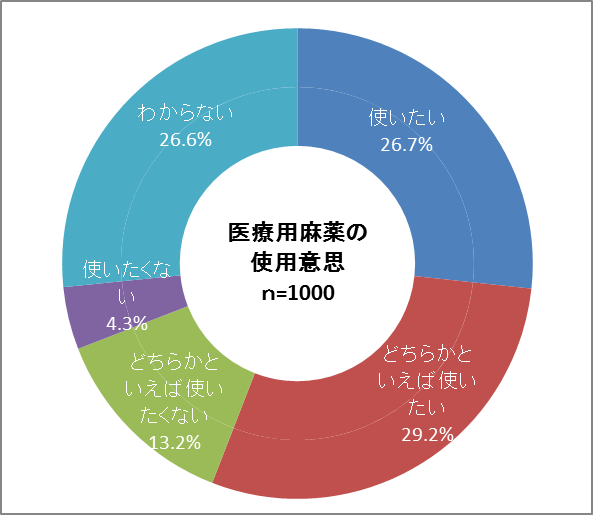 医療用麻薬の
使用意思
n=1000
使いたい
26.7%
どちらかと
いえば使い
たい
29.2%
どちらかと
いえば使い
たくない
13.2%
使いたくな
い
4.3%
わからない
26.6%